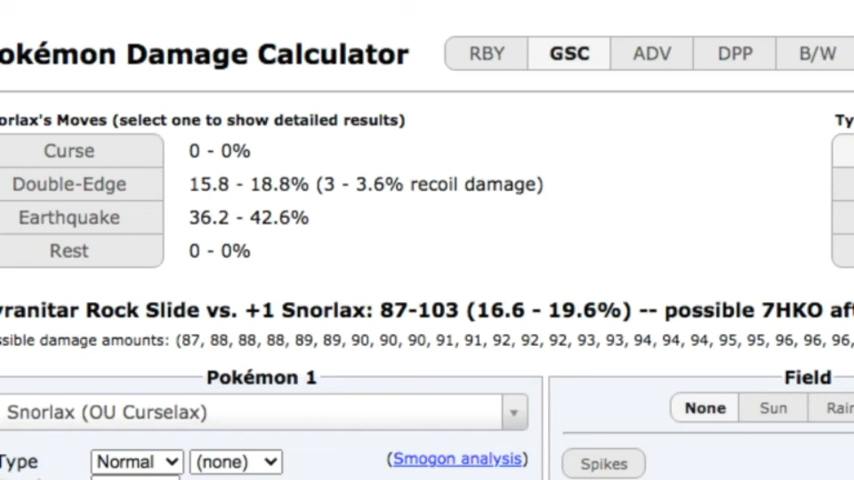 okémon Damage Calculator
RBY GSC ADV DPP B/W
orlax's Moves (select one to show detailed results)
Ty
Curse 0 - 0%
Double-Edge 15.8 - 18.8% (3 - 3.6% recoil damage)
Earthquake 36.2 - 42.6%
Rest 0 - 0%
yranitar Rock Slide vs. +1 Snorlax: 87-103 (16.6 - 19.6%) -- possible 7HKO aft
ssible damage amounts: (87, 88, 88, 88, 89, 89, 90, 90, 90, 91, 91, 92, 92, 92, 93, 93, 94, 94, 94, 95, 95, 96, 96, 96,
Pokémon 1
Field
Snorlax (OU Curselax)
None Sun Rain
Type Normal (none) (Smogon analysis)
Spikes